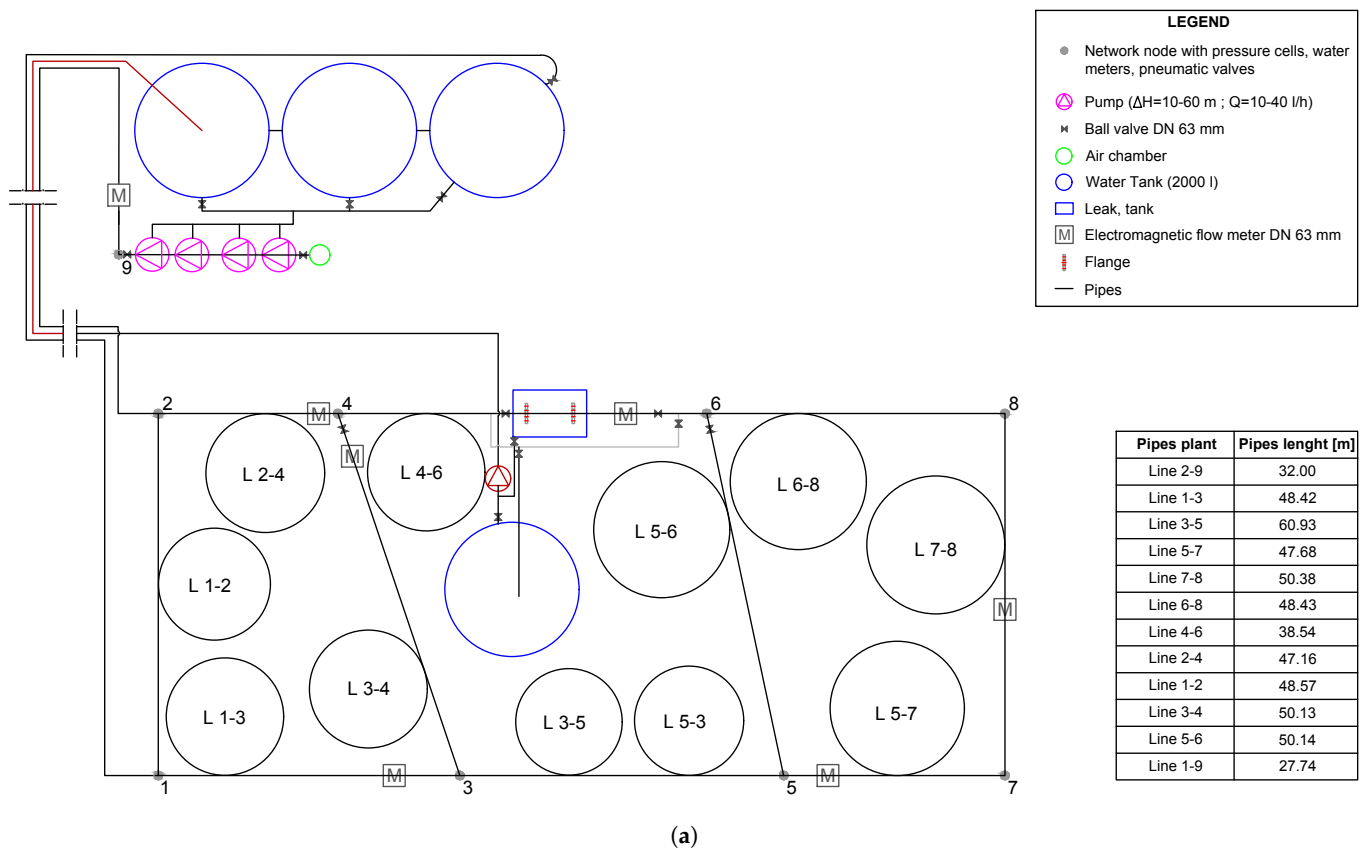 LEGEND
Network node with pressure cells, water
meters, pneumatic valves
Pump (ΔH=10-60 m ; Q=10-40 l/h)
Ball valve DN 63 mm
Air chamber
Water Tank (2000 l)
Leak, tank
M Electromagnetic flow meter DN 63 mm
Flange
Pipes
M
9
2
M
4
6
8
M
M
L 2-4
L 4-6
L 6-8
L 5-6
L 7-8
L 1-2
M
L 3-4
L 1-3
L 3-5
L 5-3
L 5-7
1
M
3
5
M
7
Pipes plant Pipes lenght [m]
Line 2-9 32.00
Line 1-3 48.42
Line 3-5 60.93
Line 5-7 47.68
Line 7-8 50.38
Line 6-8 48.43
Line 4-6 38.54
Line 2-4 47.16
Line 1-2 48.57
Line 3-4 50.13
Line 5-6 50.14
Line 1-9 27.74
(a)